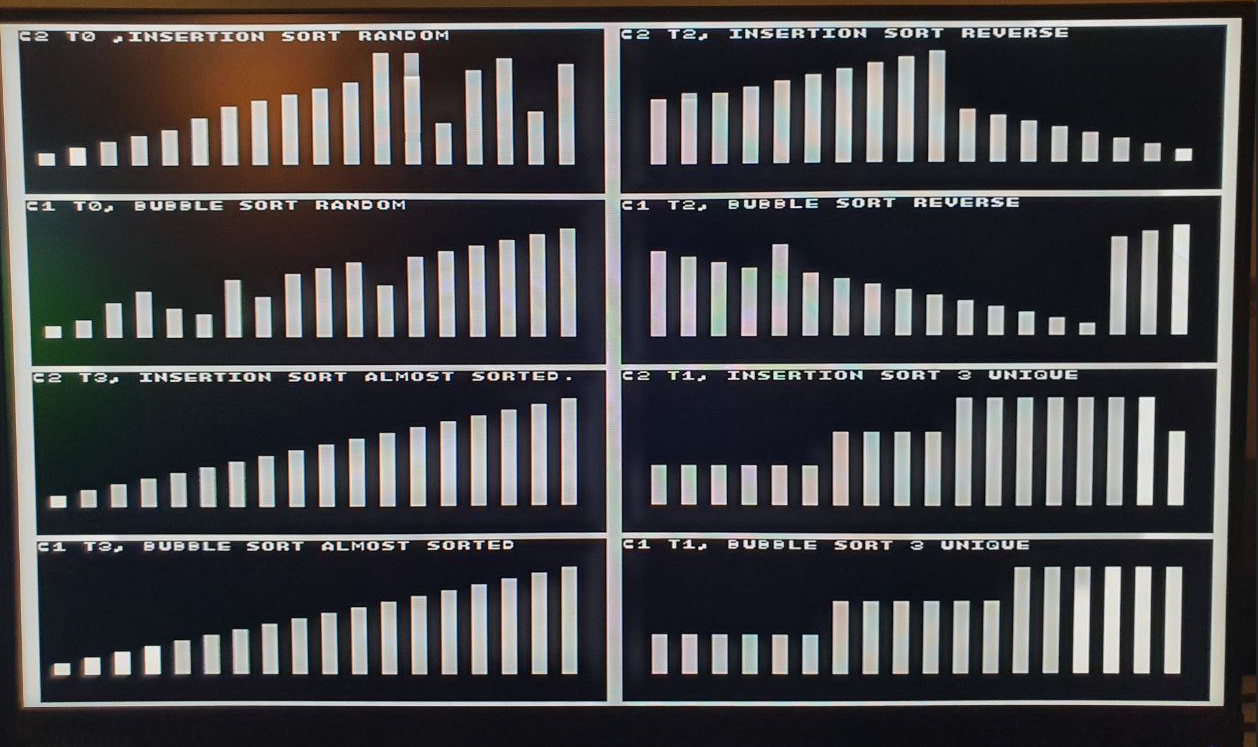 C2 T0 ,INSERTION SORT RANDOM
C2 T2, INSERTION SORT REVERSE
C1 T0, BUBBLE SORT RANDOM
C1 T2, BUBBLE SORT REVERSE
C2 T3, INSERTION SORT ALMOST SORTED.
C2 T1, INSERTION SORT 3 UNIQUE
C1 T3, BUBBLE SORT ALMOST SORTED
C1 T1, BUBBLE SORT 3 UNIQUE